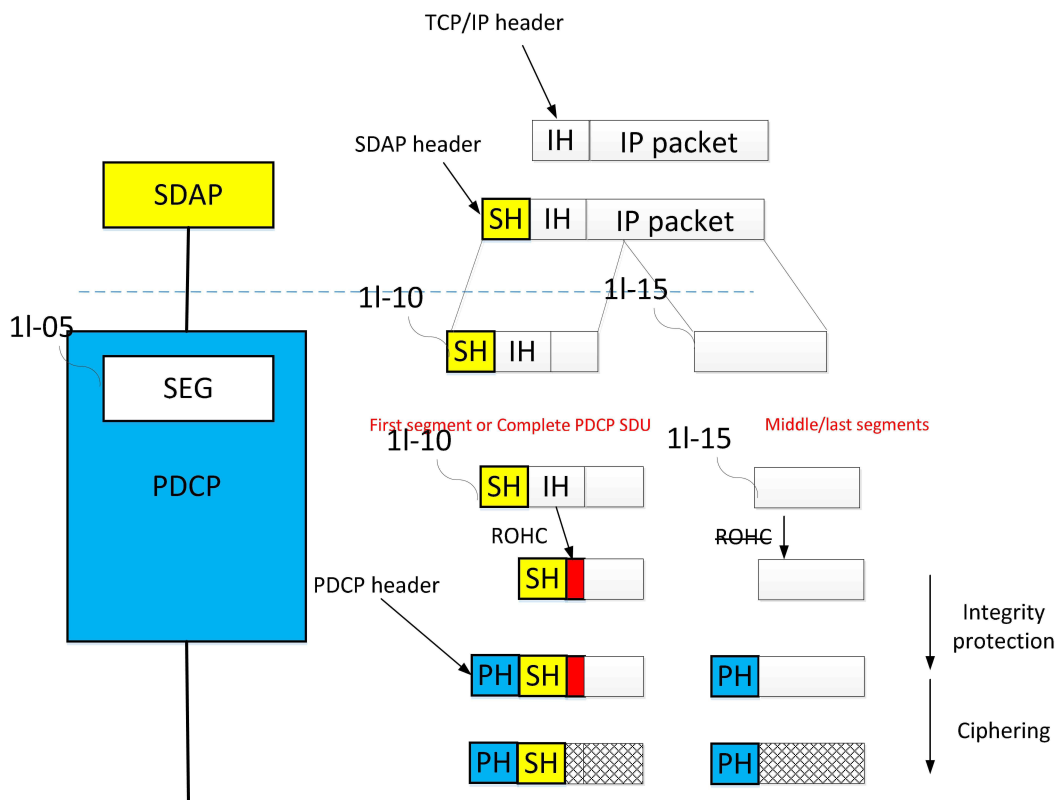 TCP/IP header
IH
IP packet
SDAP header
SDAP
SH
IH
IP packet
1l-10
1l-15
1l-05
SH
IH
SEG
First segment or Complete PDCP SDU
Middle/last segments
1l-10
1l-15
PDCP
SH
IH
ROHC
ROHC
SH
PDCP header
Integrity
protection
PH
SH
PH
Ciphering
PH
SH
PH